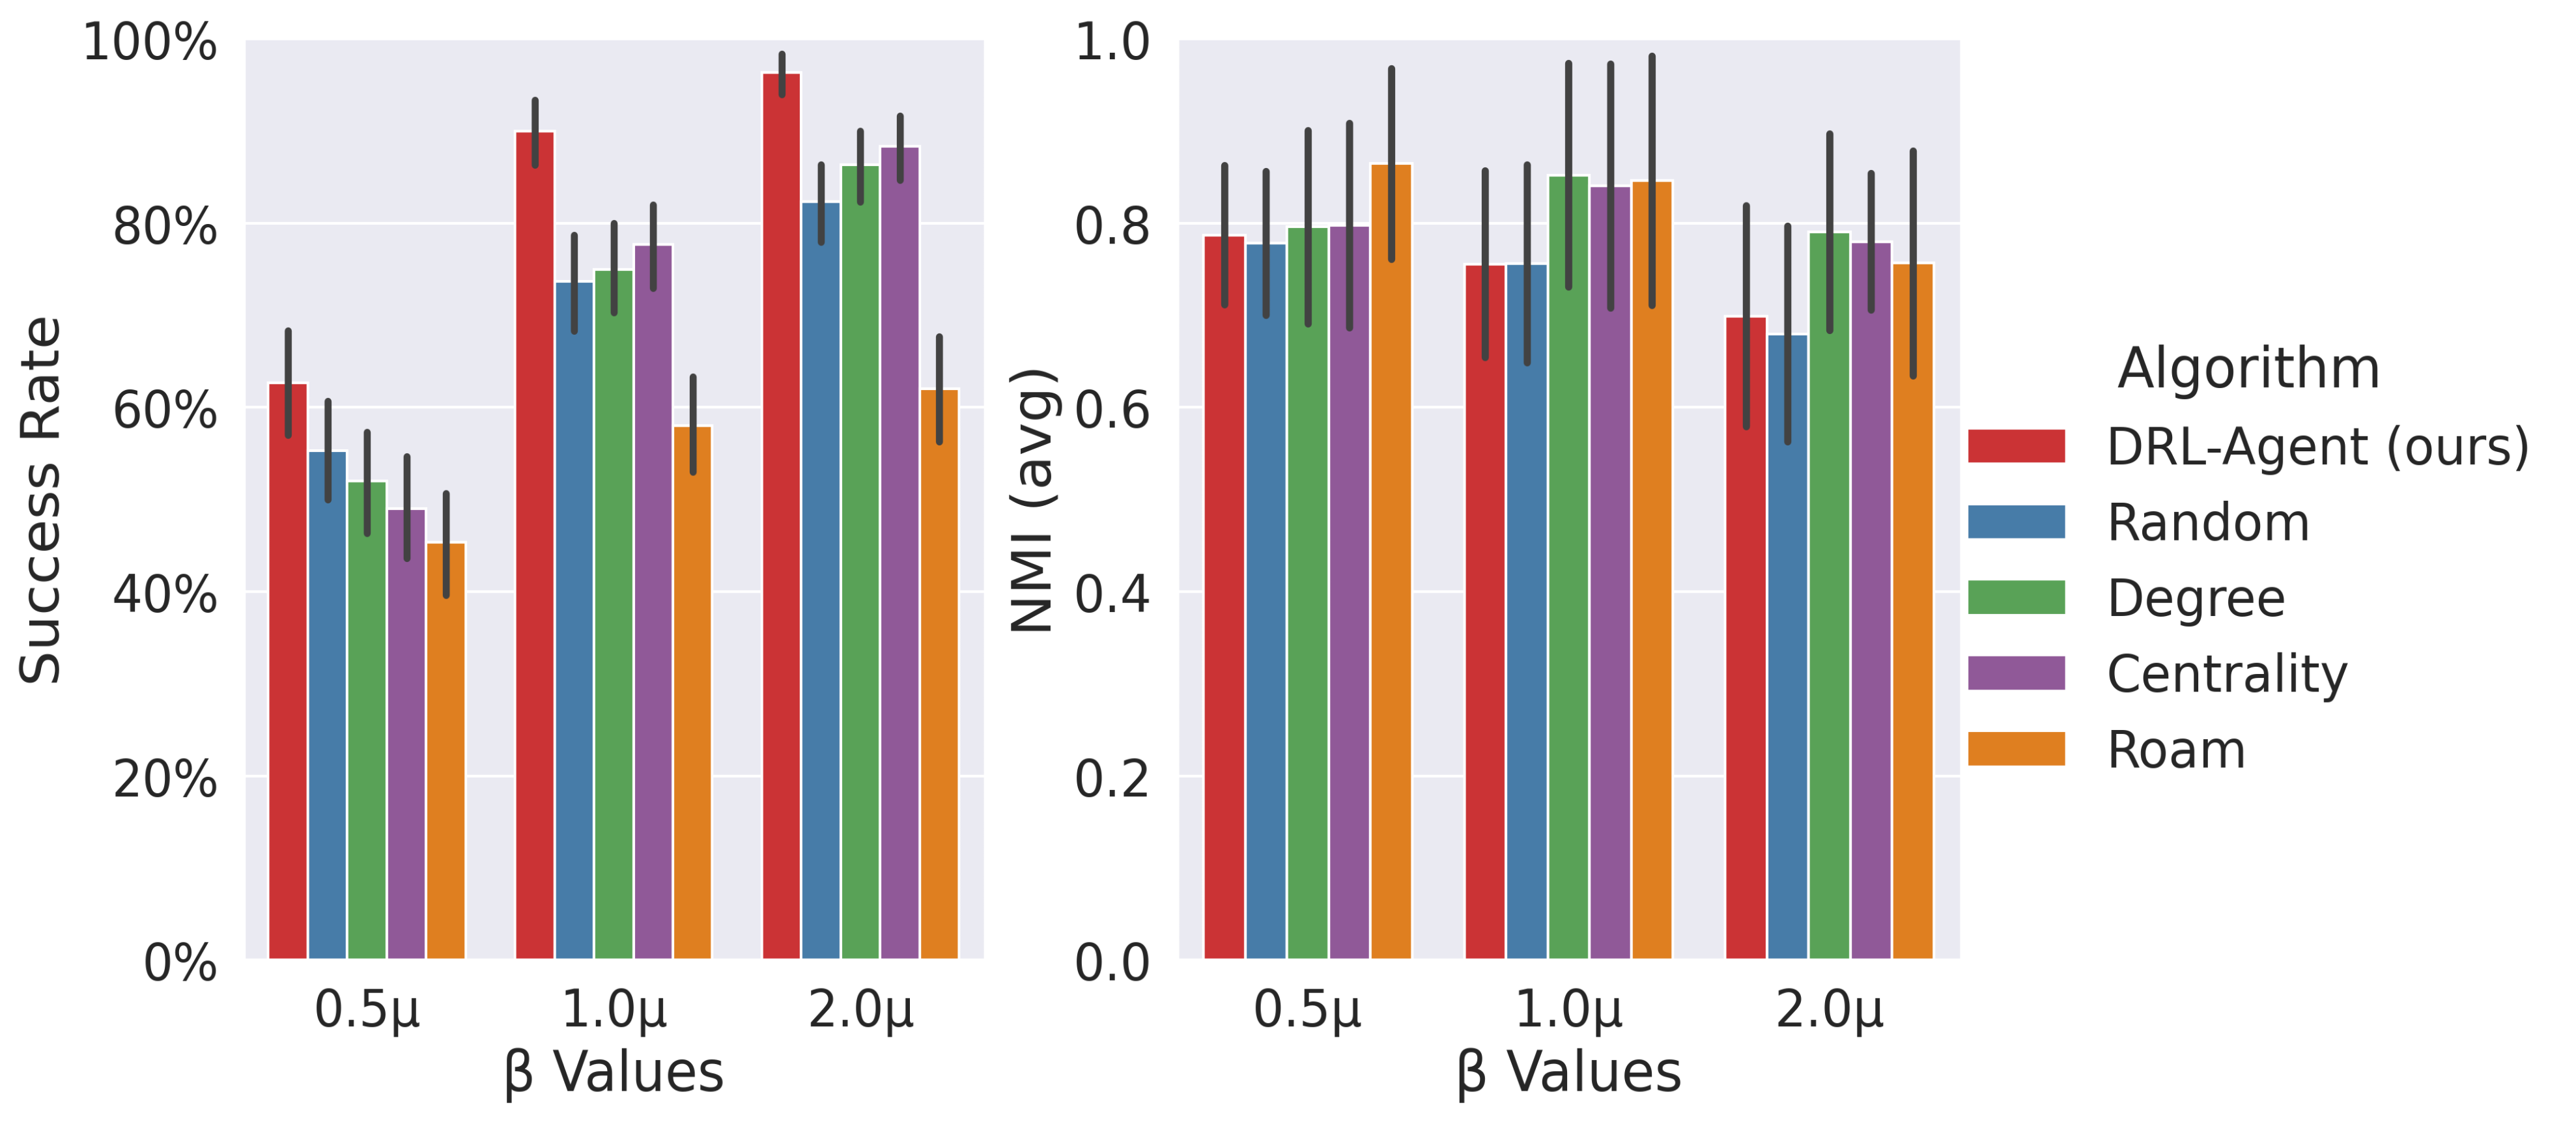 Success Rate
100%
80%
60%
40%
20%
0%
0.5μ 1.0μ 2.0μ
β Values
NMI (avg)
1.0
0.8
0.6
0.4
0.2
0.0
0.5μ 1.0μ 2.0μ
β Values
Algorithm
DRL-Agent (ours)
Random
Degree
Centrality
Roam